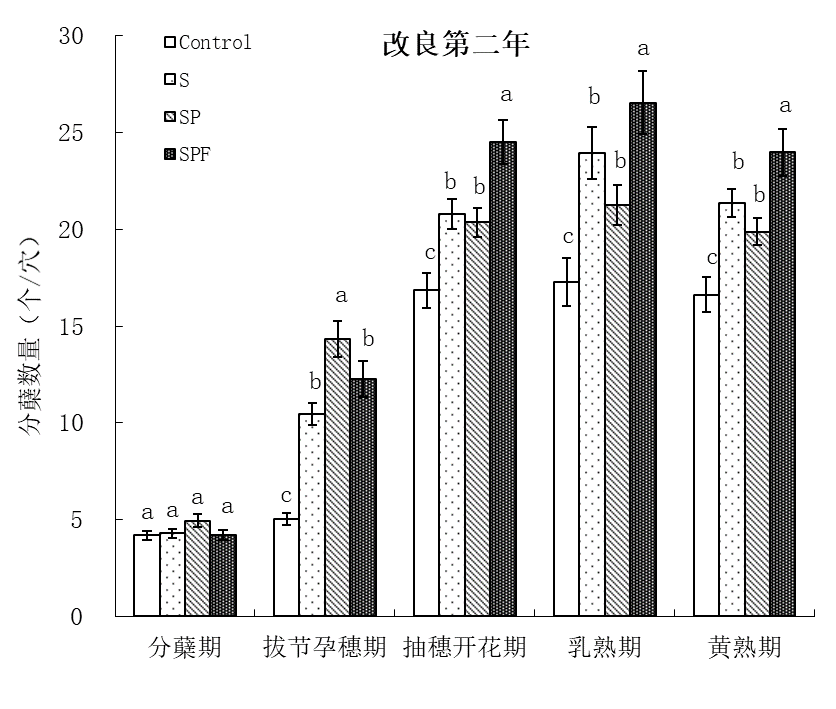 改良第二年
Control
S
SP
SPF
分蘖数量（个/穴）
30
25
20
15
10
5
0
a a a a
c b a b
c b b a
c b b a
c b b a
分蘖期 拔节孕穗期 抽穗开花期 乳熟期 黄熟期